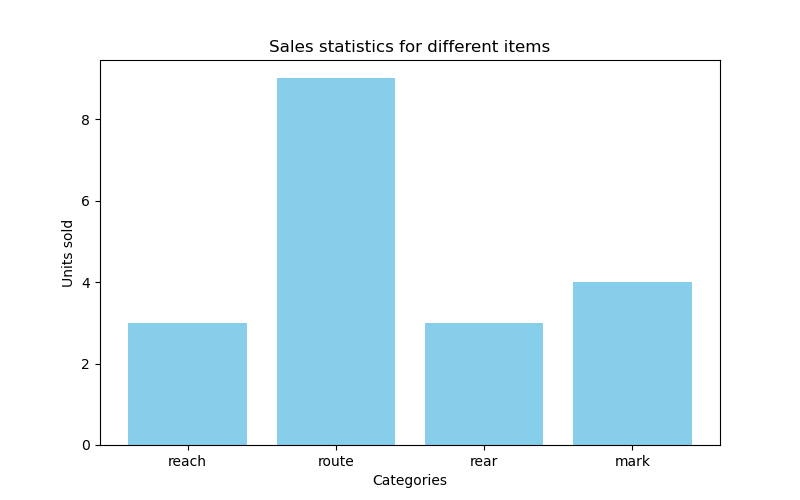 Sales statistics for different items
8
6
4
2
0
Units sold
reach route rear mark
Categories